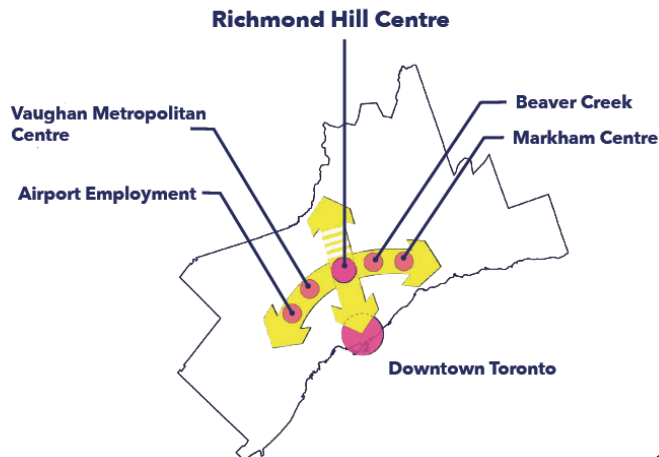 Richmond Hill Centre
Vaughan Metropolitan
Centre
Beaver Creek
Markham Centre
Airport Employment
Downtown Toronto